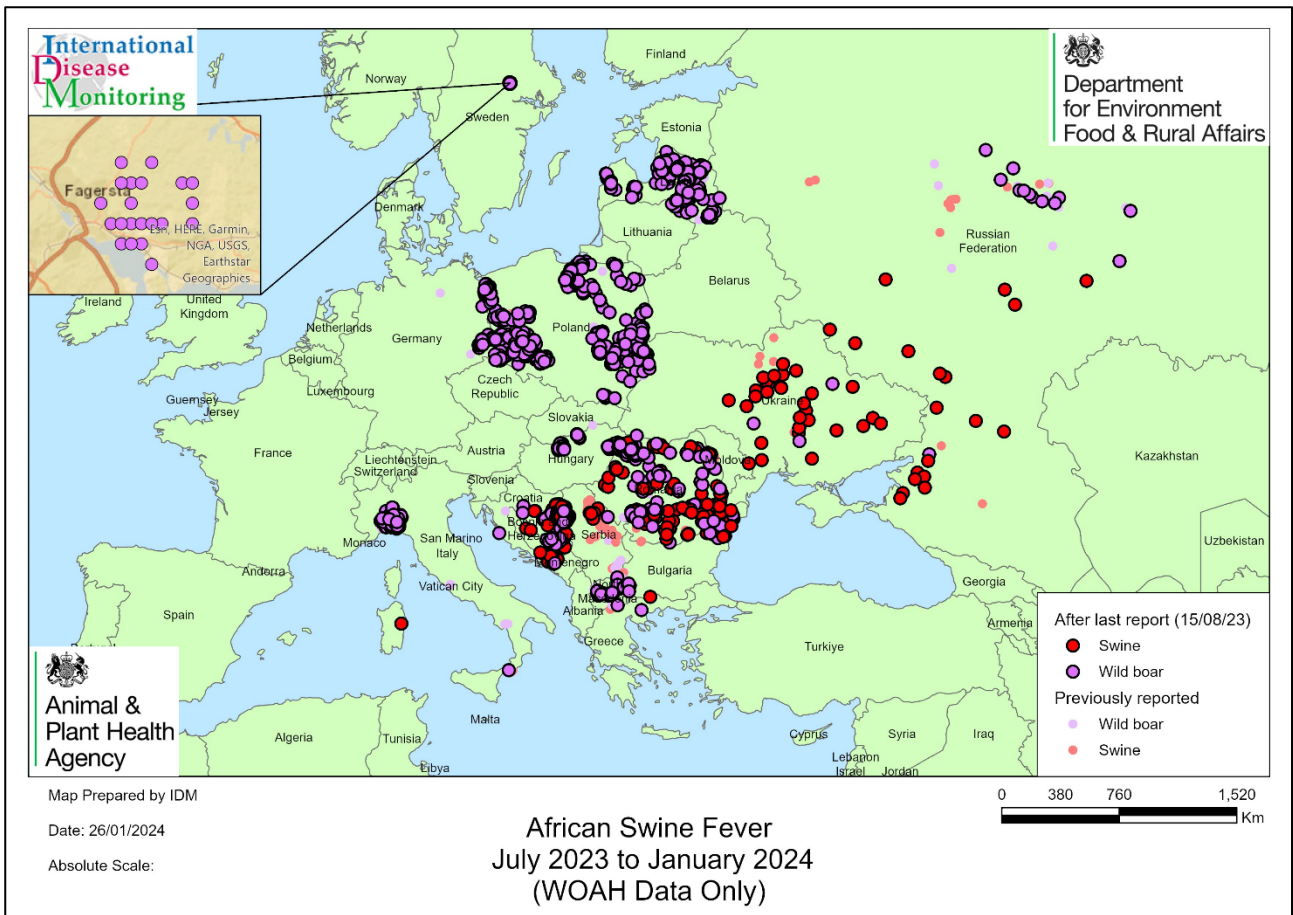 International
Disease
Monitoring
Department
for Environment
Food & Rural Affairs
Norway
Finland
Sweden
Estonia
Fagersta
Esri, HERE, Garmin,
NGA, USGS,
Earthstar
Geographics
Denmark
Lithuania
Russian
Federation
Belarus
Ireland
United
Kingdom
Netherlands
Germany
Poland
Belgium
Luxembourg
Czech
Republic
Ukraine
Guernsey
Jersey
Slovakia
France
Austria
Hungary
Moldova
Kazakhstan
Liechtenstein
Switzerland
Slovenia
Croatia
Serbia
Herzegovina
Monaco
San Marino
Italy
Montenegro
Bulgaria
Uzbekistan
Andorra
Vatican City
Macedonia
Albania
Georgia
Spain
Armenia
Greece
Turkiye
Malta
Algeria
Tunisia
Libya
Cyprus
Syria
Iraq
Lebanon
Israel
Jordan
After last report (15/08/23)
Swine
Wild boar
Previously reported
Wild boar
Swine
Animal &
Plant Health
Agency
Map Prepared by IDM
Date: 26/01/2024
Absolute Scale:
0 380 760 1,520
Km
African Swine Fever
July 2023 to January 2024
(WOAH Data Only)